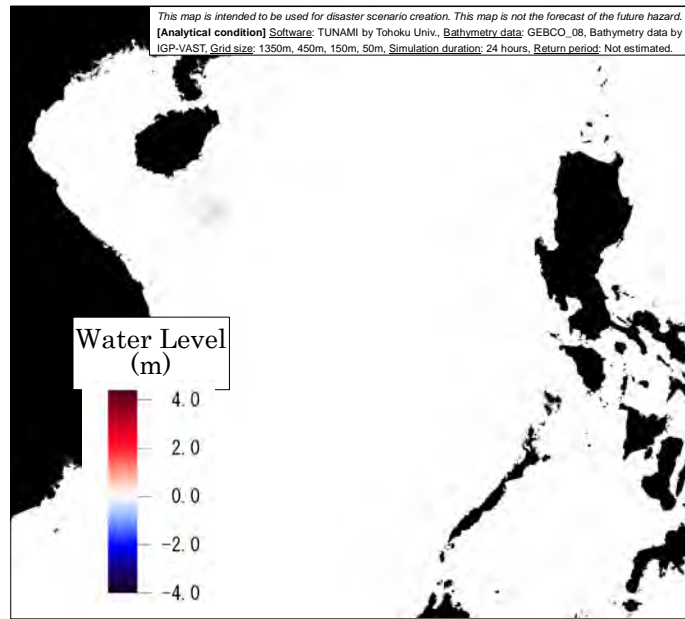 This map is intended to be used for disaster scenario creation. This map is not the forecast of the future hazard.
[Analytical condition] Software: TUNAMI by Tohoku Univ., Bathymetry data: GEBCO_08, Bathymetry data by
IGP-VAST, Grid size: 1350m, 450m, 150m, 50m, Simulation duration: 24 hours, Return period: Not estimated.
Water Level
(m)
4.0
2.0
0.0
-2.0
-4.0